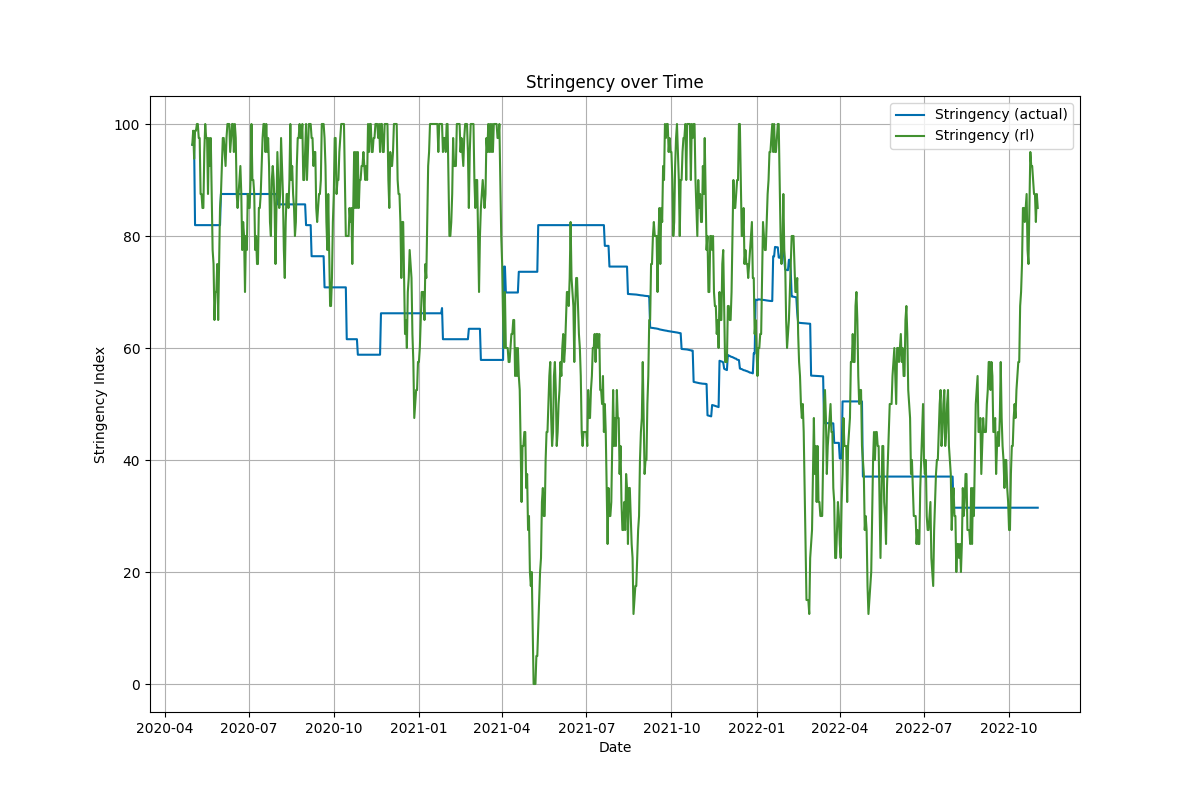 Stringency over Time
Stringency (actual)
Stringency (rl)
Stringency Index
100
80
60
40
20
0
2020-04 2020-07 2020-10 2021-01 2021-04 2021-07 2021-10 2022-01 2022-04 2022-07 2022-10
Date